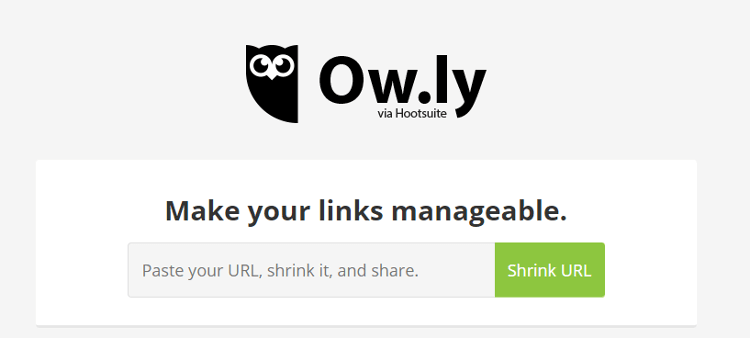 Ow.ly
via Hootsuite
Make your links manageable.
Paste your URL, shrink it, and share.
Shrink URL